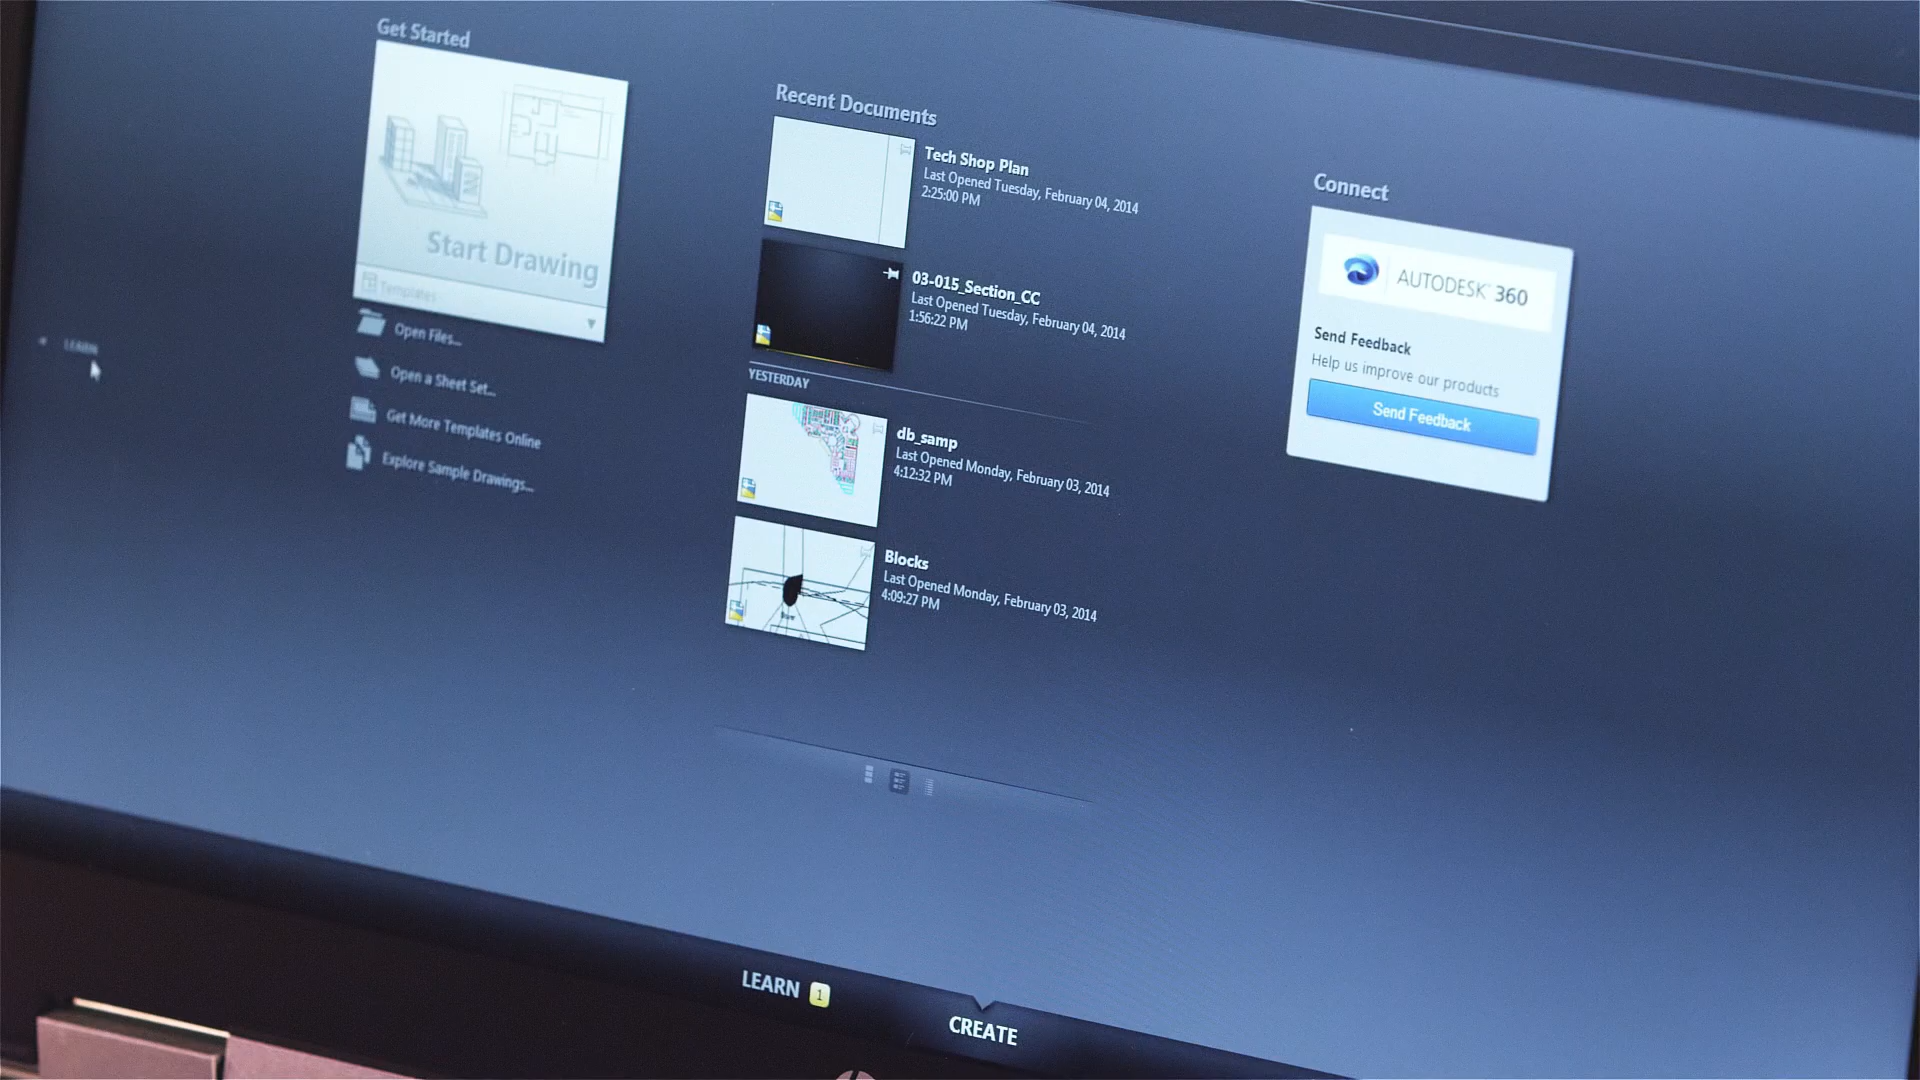 Get Started
Start Drawing
Templates
Open Files...
Open a Sheet Set...
Get More Templates Online
Explore Sample Drawings...
LEARN
Recent Documents
Tech Shop Plan
Last Opened Tuesday, February 04, 2014
2:25:00 PM
03-015_Section_CC
Last Opened Tuesday, February 04, 2014
1:56:22 PM
YESTERDAY
db_samp
Last Opened Monday, February 03, 2014
4:12:32 PM
Blocks
Last Opened Monday, February 03, 2014
4:09:27 PM
Connect
AUTODESK® 360
Send Feedback
Help us improve our products
Send Feedback
LEARN 1
CREATE